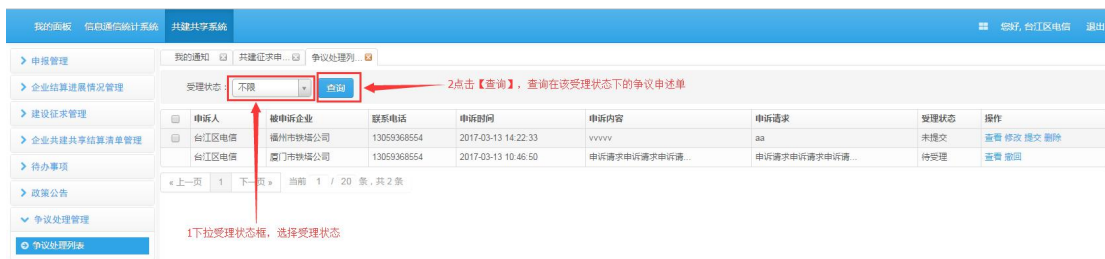 我的面板 信息通信统计系统 共建共享系统 您好, 台江区电信 退出
申报管理
企业结算进展情况管理
建设征求管理
企业共建共享结算清单管理
待办事项
政策公告
争议处理管理
争议处理列表
我的通知 共建征求申... 争议处理列...
受理状态: 不限 查询
2点击【查询】，查询在该受理状态下的争议申述单
申诉人 被申诉企业 联系电话 申诉时间 申诉内容 申诉请求 受理状态 操作
台江区电信 福州市铁塔公司 13059368554 2017-03-13 14:22:33 vvvvv aa 未提交 查看 修改 提交 删除
台江区电信 厦门市铁塔公司 13059368554 2017-03-13 10:46:50 申诉请求申诉请求申诉请... 申诉请求申诉请求申诉请... 待受理 查看 撤回
« 上一页 1 下一页 » 当前 1 / 20 条,共2条
1下拉受理状态框，选择受理状态